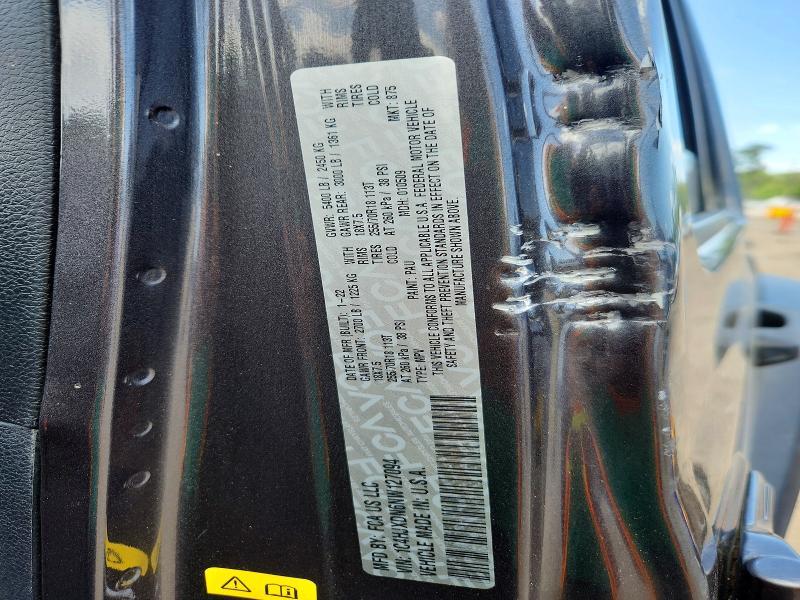 MFD BY: FCA US LLC
DATE OF MFR (BUILT): 1-22
GVWR: 5400 LB / 2450 KG
GAWR FRONT: 2700 LB / 1225 KG WITH
GAWR REAR: 3000 LB / 1361 KG WITH
18X7.5 RIMS
18X7.5 RIMS
255/70R18 113T TIRES
255/70R18 113T TIRES
AT 260 kPa / 38 PSI COLD
AT 260 kPa / 38 PSI COLD
VEHICLE MADE IN U.S.A
TYPE: MPV
PAINT: PAU
MDH: 010509
MKT: 875
THIS VEHICLE CONFORMS TO ALL APPLICABLE U.S.A. FEDERAL MOTOR VEHICLE
SAFETY AND THEFT PREVENTION STANDARDS IN EFFECT ON THE DATE OF
MANUFACTURE SHOWN ABOVE.